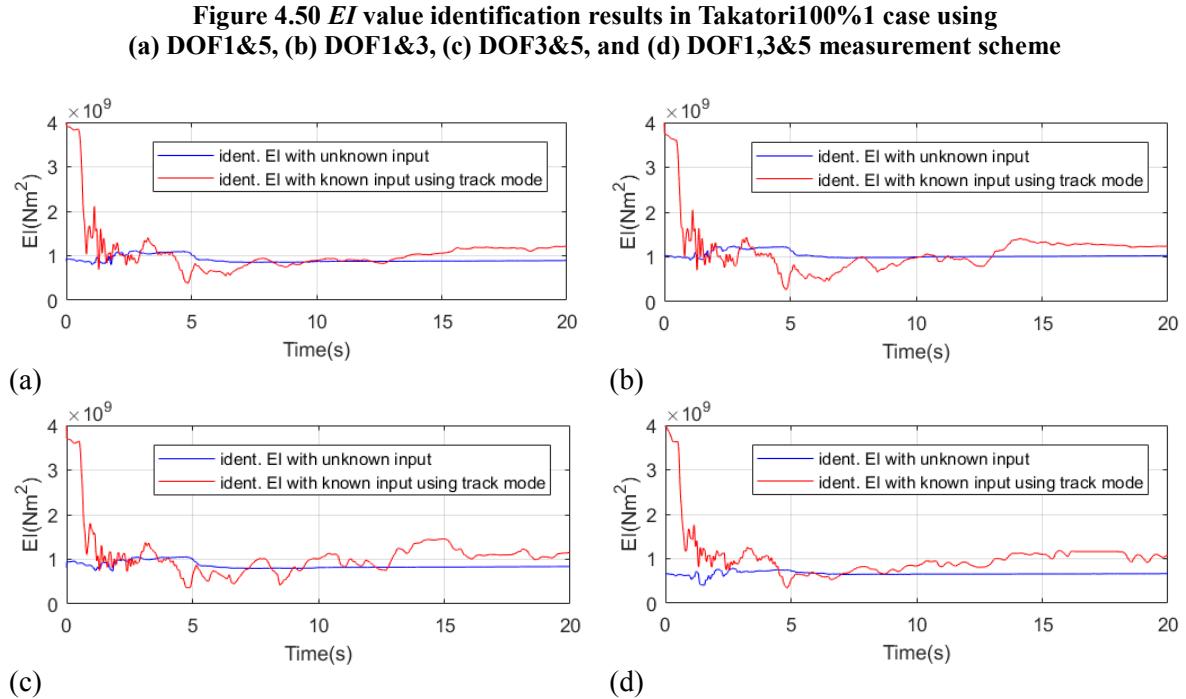 Figure 4.50 EI value identification results in Takatori100%1 case using
(a) DOF1&5, (b) DOF1&3, (c) DOF3&5, and (d) DOF1,3&5 measurement scheme
×10^9
4
3
2
1
0
EI(Nm^2)
ident. EI with unknown input
ident. EI with known input using track mode
0 5 10 15 20
Time(s)
(a)
×10^9
4
3
2
1
0
EI(Nm^2)
ident. EI with unknown input
ident. EI with known input using track mode
0 5 10 15 20
Time(s)
(b)
×10^9
4
3
2
1
0
EI(Nm^2)
ident. EI with unknown input
ident. EI with known input using track mode
0 5 10 15 20
Time(s)
(c)
×10^9
4
3
2
1
0
EI(Nm^2)
ident. EI with unknown input
ident. EI with known input using track mode
0 5 10 15 20
Time(s)
(d)